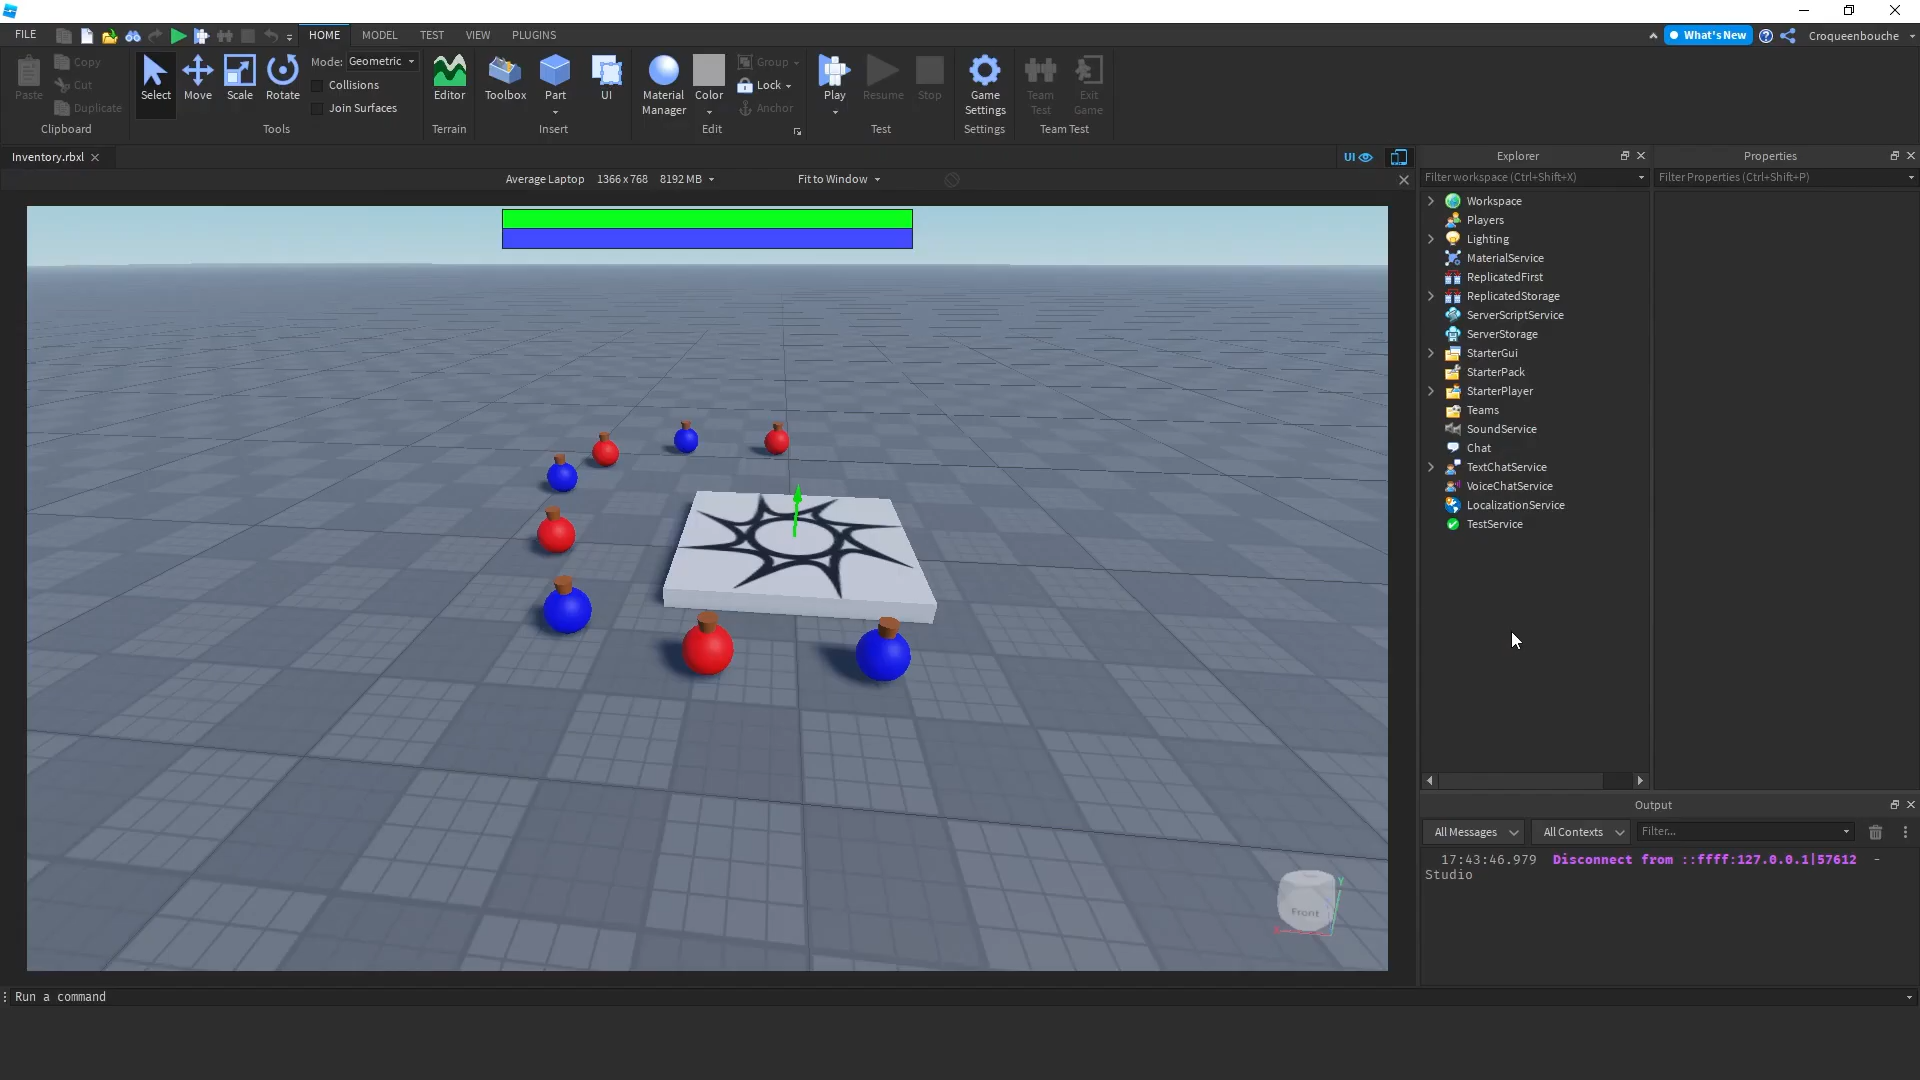 FILE HOME MODEL TEST VIEW PLUGINS What's New Croqueenbouche
Paste Copy Cut Duplicate Clipboard
Select Move Scale Rotate Mode: Geometric
Collisions
Join Surfaces
Tools
Editor
Terrain
Toolbox Part UI
Insert
Material Manager Color Group Lock Anchor
Edit
Play Resume Stop
Test
Game Settings
Settings
Team Test Exit Game
Team Test
Inventory.rbxl UI
Average Laptop 1366x768 8192 MB Fit to Window
Front
X
Y
Explorer
Filter workspace (Ctrl+Shift+X)
Workspace
Players
Lighting
MaterialService
ReplicatedFirst
ReplicatedStorage
ServerScriptService
ServerStorage
StarterGui
StarterPack
StarterPlayer
Teams
SoundService
Chat
TextChatService
VoiceChatService
LocalizationService
TestService
Properties
Filter Properties (Ctrl+Shift+P)
Output
All Messages All Contexts Filter...
17:43:46.979 Disconnect from ::ffff:127.0.0.1|57612 -
Studio
Run a command